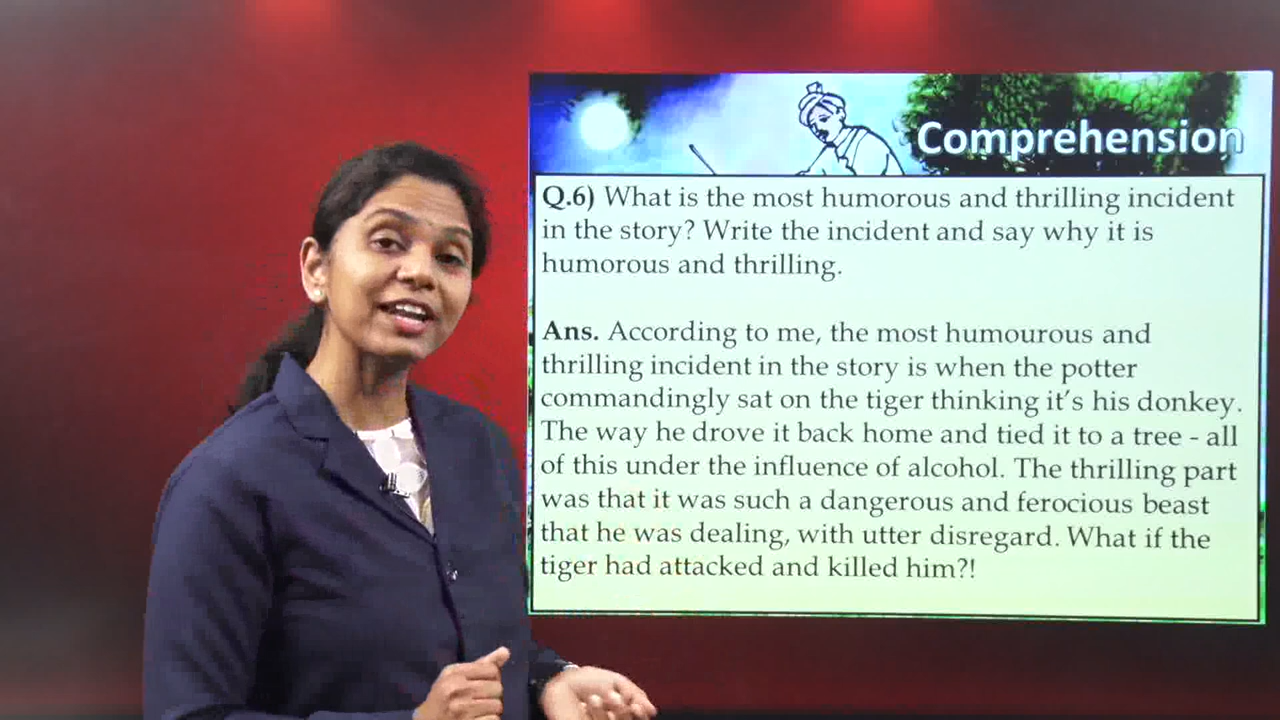 Comprehension
Q.6) What is the most humorous and thrilling incident
in the story? Write the incident and say why it is
humorous and thrilling.
Ans. According to me, the most humourous and
thrilling incident in the story is when the potter
commandingly sat on the tiger thinking it's his donkey.
The way he drove it back home and tied it to a tree - all
of this under the influence of alcohol. The thrilling part
was that it was such a dangerous and ferocious beast
that he was dealing, with utter disregard. What if the
tiger had attacked and killed him?!